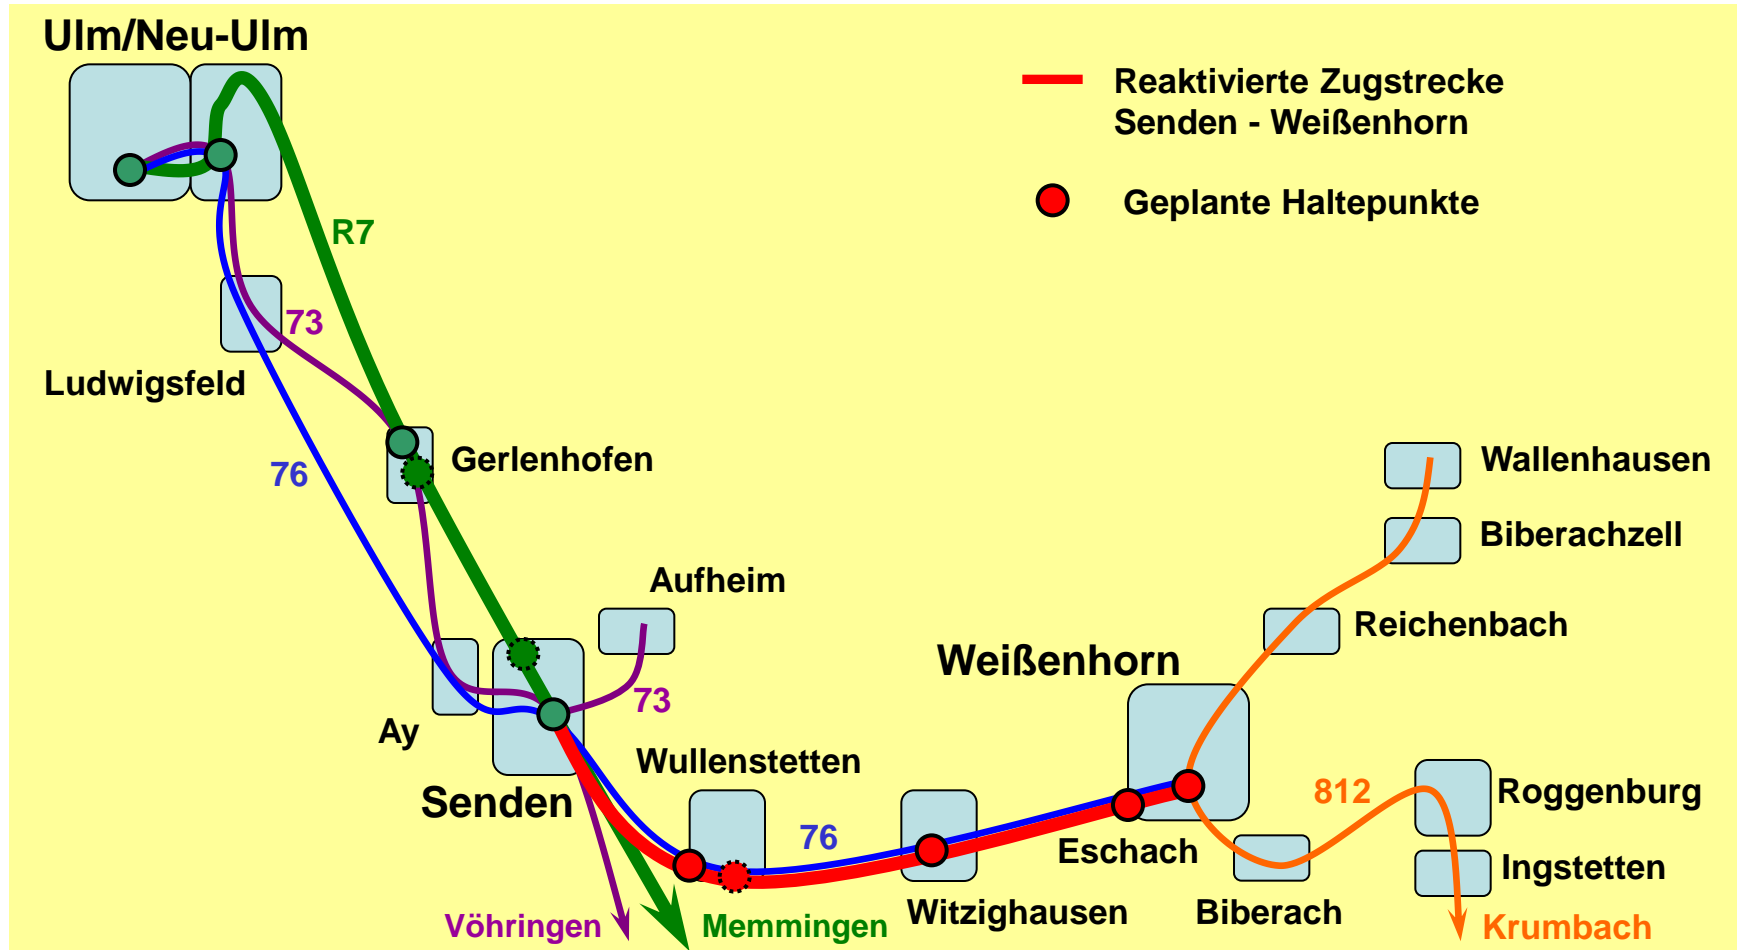 Ulm/Neu-Ulm
Reaktivierte Zugstrecke
Senden - Weißenhorn
Geplante Haltepunkte
R7
73
Ludwigsfeld
76
Gerlenhofen
Wallenhausen
Biberachzell
Aufheim
Reichenbach
Weißenhorn
73
Ay
Wullenstetten
Senden
812
Roggenburg
76
Eschach
Ingstetten
Witzighausen
Biberach
Vöhringen
Memmingen
Krumbach